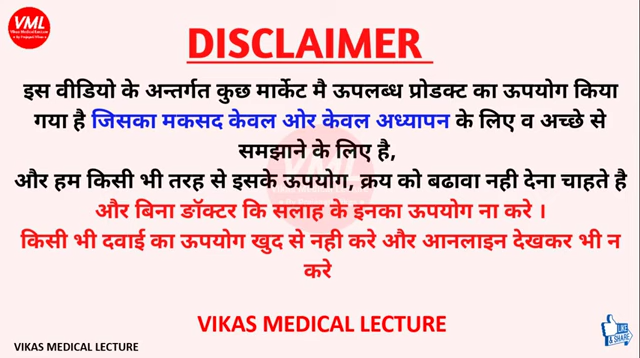 VML
DISCLAIMER
इस वीडियो के अन्तर्गत कुछ मार्केट मै ऊपलब्ध प्रोडक्ट का ऊपयोग किया
गया है जिसका मकसद केवल ओर केवल अध्यापन के लिए व अच्छे से
समझाने के लिए है,
और हम किसी भी तरह से इसके ऊपयोग, क्रय को बढावा नही देना चाहते है
और बिना डॉक्टर कि सलाह के इनका ऊपयोग ना करे ।
किसी भी दवाई का ऊपयोग खुद से नही करे और आनलाइन देखकर भी न
करे
VIKAS MEDICAL LECTURE
VIKAS MEDICAL LECTURE
LIKE
& SHARE